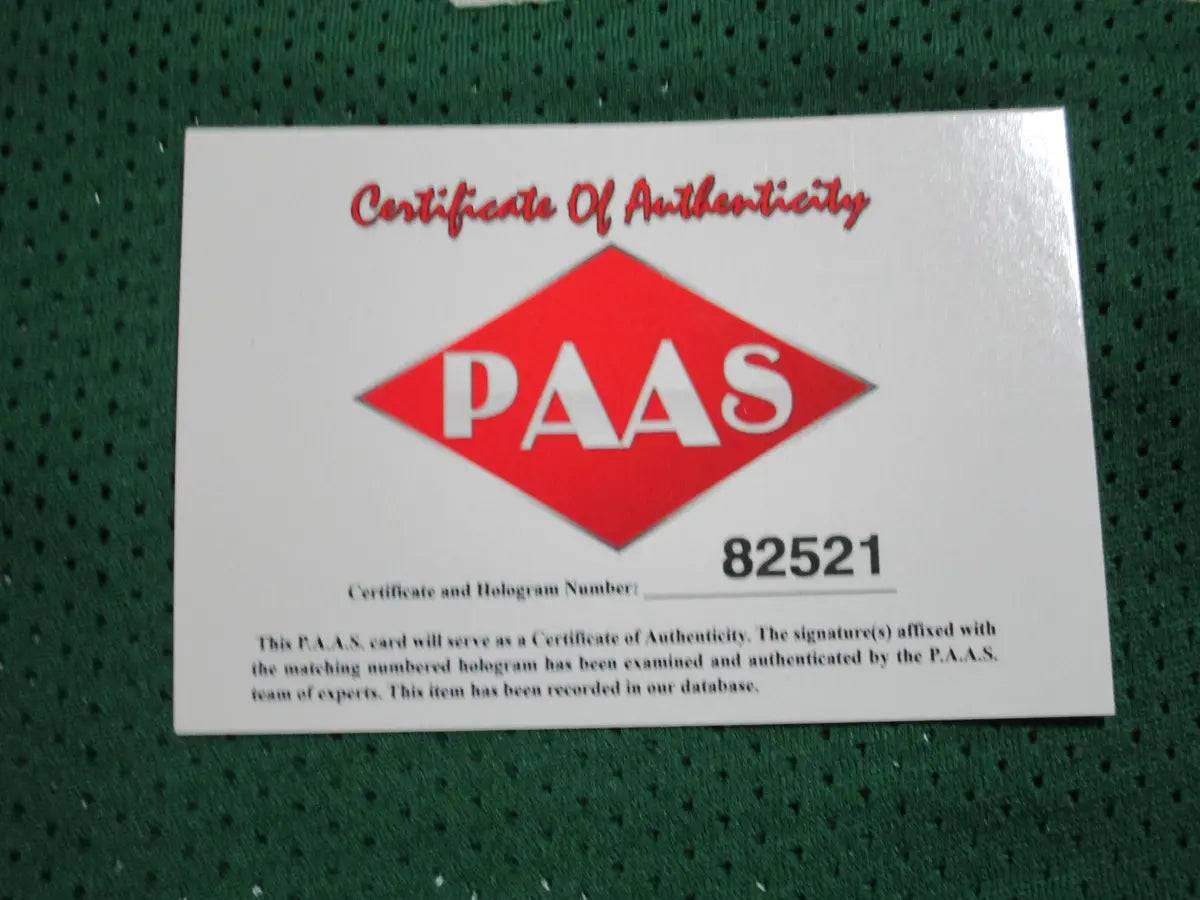 Certificate Of Authenticity
PAAS
82521
Certificate and Hologram Number:
This P.A.A.S. card will serve as a Certificate of Authenticity. The signature(s) affixed with
the matching numbered hologram has been examined and authenticated by the P.A.A.S.
team of experts. This item has been recorded in our database.